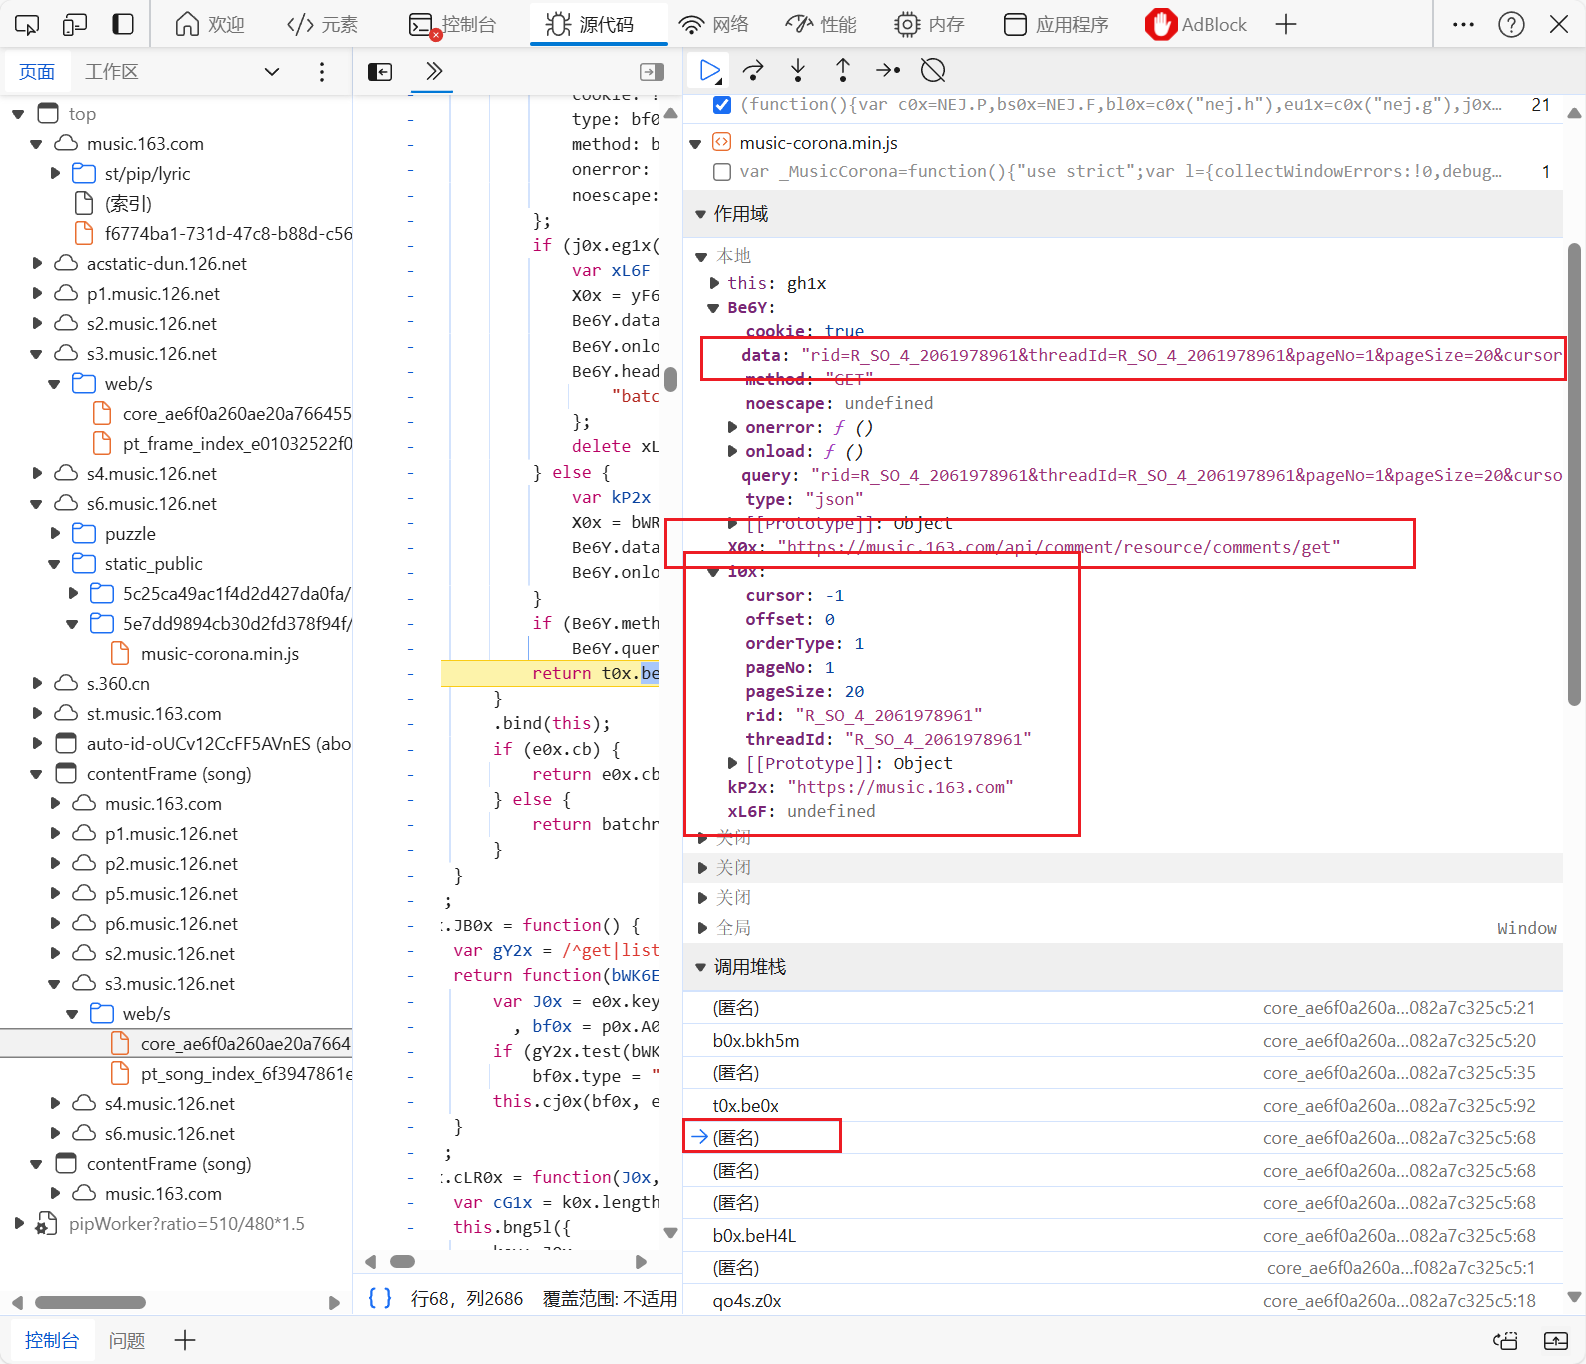 欢迎
元素
控制台
源代码
网络
性能
内存
应用程序
AdBlock
页面
工作区
top
music.163.com
st/pip/lyric
(索引)
f6774ba1-731d-47c8-b88d-c56
acstatic-dun.126.net
p1.music.126.net
s2.music.126.net
s3.music.126.net
web/s
core_ae6f0a260ae20a766455
pt_frame_index_e01032522f0
s4.music.126.net
s6.music.126.net
puzzle
static_public
5c25ca49ac1f4d2d427da0fa/
5e7dd9894cb30d2fd378f94f/
music-corona.min.js
s.360.cn
st.music.163.com
auto-id-oUCv12CcFF5AVnES (abo
contentFrame (song)
music.163.com
p1.music.126.net
p2.music.126.net
p5.music.126.net
p6.music.126.net
s2.music.126.net
s3.music.126.net
web/s
core_ae6f0a260ae20a7664
pt_song_index_6f3947861e
s4.music.126.net
s6.music.126.net
contentFrame (song)
music.163.com
pipWorker?ratio=510/480*1.5
cookie: !
type: bf0
method: b
onerror:
noescape:
};
if (j0x.eg1x(
var xL6F
X0x = yF6
Be6Y.data
Be6Y.onlo
Be6Y.head
"batc
};
delete xL
} else {
var kP2x
X0x = bWR
Be6Y.data
Be6Y.onlo
}
if (Be6Y.meth
Be6Y.quer
return t0x.be
}
.bind(this);
if (e0x.cb) {
return e0x.cb
} else {
return batchr
}
}
;
:.JB0x = function() {
var gY2x = /^get|list
return function(bWK6E
var J0x = e0x.key
, bf0x = p0x.A0
if (gY2x.test(bWK
bf0x.type = "
this.cj0x(bf0x, e
}
;
:.cLR0x = function(J0x,
var cG1x = k0x.length
this.bng5l({
{ } 行68，列2686 覆盖范围: 不适用
(function(){var c0x=NEJ.P,bs0x=NEJ.F,bl0x=c0x("nej.h"),eu1x=c0x("nej.g"),j0x… 21
music-corona.min.js
var _MusicCorona=function(){"use strict";var l={collectWindowErrors:!0,debug… 1
作用域
本地
this: gh1x
Be6Y:
cookie: true
data: "rid=R_SO_4_2061978961&threadId=R_SO_4_2061978961&pageNo=1&pageSize=20&cursor
method: "GET"
noescape: undefined
onerror: ƒ ()
onload: ƒ ()
query: "rid=R_SO_4_2061978961&threadId=R_SO_4_2061978961&pageNo=1&pageSize=20&curso
type: "json"
[[Prototype]]: Object
X0x: "https://music.163.com/api/comment/resource/comments/get"
i0x:
cursor: -1
offset: 0
orderType: 1
pageNo: 1
pageSize: 20
rid: "R_SO_4_2061978961"
threadId: "R_SO_4_2061978961"
[[Prototype]]: Object
kP2x: "https://music.163.com"
xL6F: undefined
关闭
关闭
关闭
全局 Window
调用堆栈
(匿名) core_ae6f0a260a…082a7c325c5:21
b0x.bkh5m core_ae6f0a260a…082a7c325c5:20
(匿名) core_ae6f0a260a…082a7c325c5:35
t0x.be0x core_ae6f0a260a…082a7c325c5:92
(匿名) core_ae6f0a260a…082a7c325c5:68
(匿名) core_ae6f0a260a…082a7c325c5:68
(匿名) core_ae6f0a260a…082a7c325c5:68
b0x.beH4L core_ae6f0a260a…082a7c325c5:68
(匿名) core_ae6f0a260a…f082a7c325c5:1
qo4s.z0x core_ae6f0a260a…082a7c325c5:18
控制台
问题